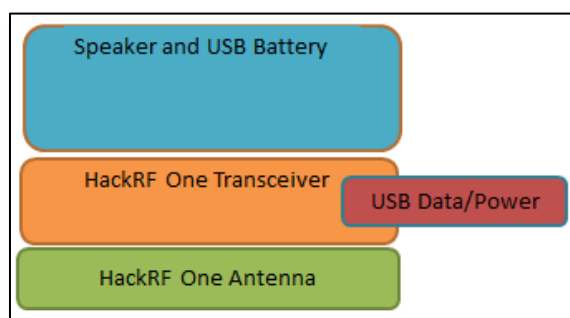 Speaker and USB Battery
HackRF One Transceiver
USB Data/Power
HackRF One Antenna